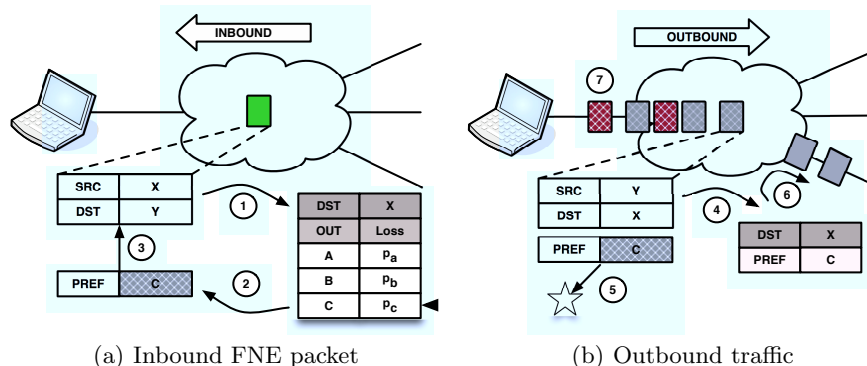 INBOUND
SRC X
DST Y
1
DST X
OUT Loss
A pa
B pb
C pc
3
PREF C
2
(a) Inbound FNE packet
OUTBOUND
7
SRC Y
DST X
4
6
PREF C
5
DST X
PREF C
(b) Outbound traffic